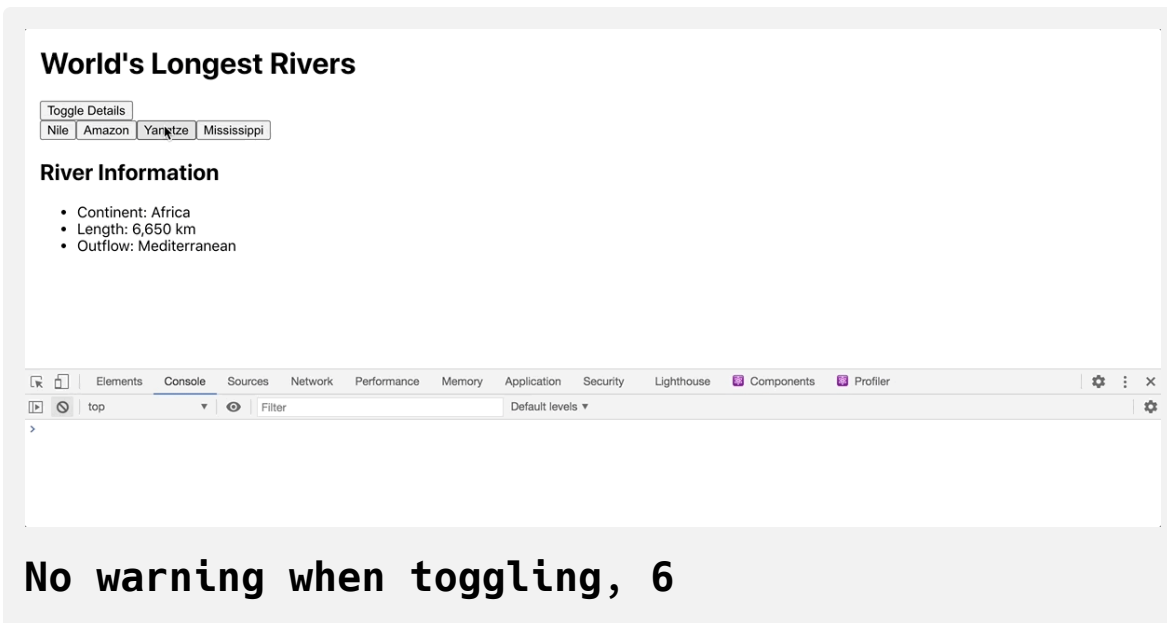 World's Longest Rivers
Toggle Details
Nile Amazon Yangtze Mississippi
River Information
• Continent: Africa
• Length: 6,650 km
• Outflow: Mediterranean
Elements Console Sources Network Performance Memory Application Security Lighthouse Components Profiler
top Filter Default levels
No warning when toggling, 6